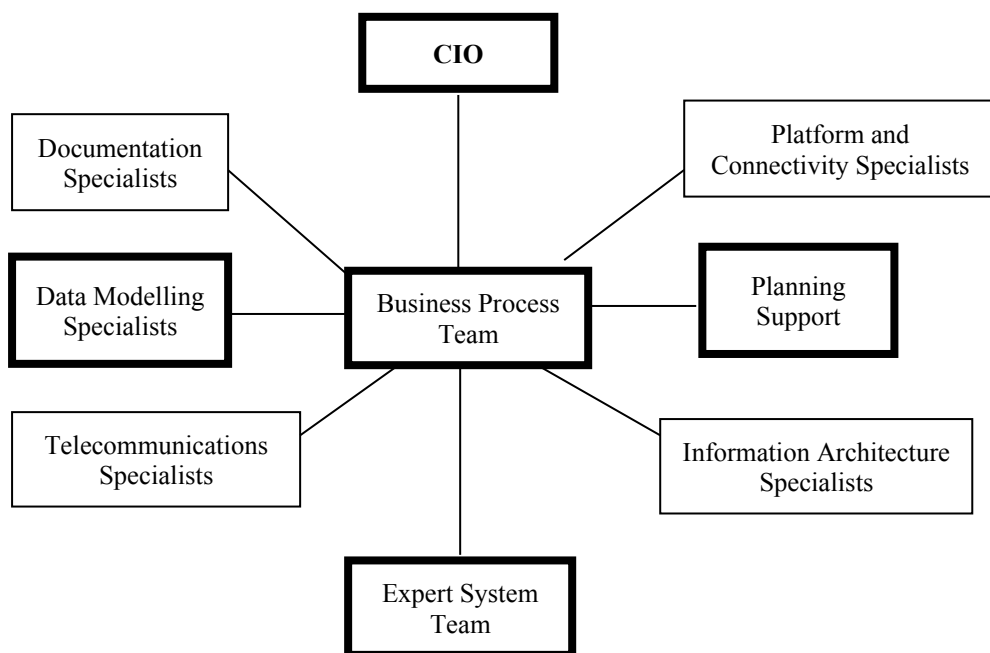 CIO
Documentation
Specialists
Platform and
Connectivity Specialists
Data Modelling
Specialists
Business Process
Team
Planning
Support
Telecommunications
Specialists
Information Architecture
Specialists
Expert System
Team